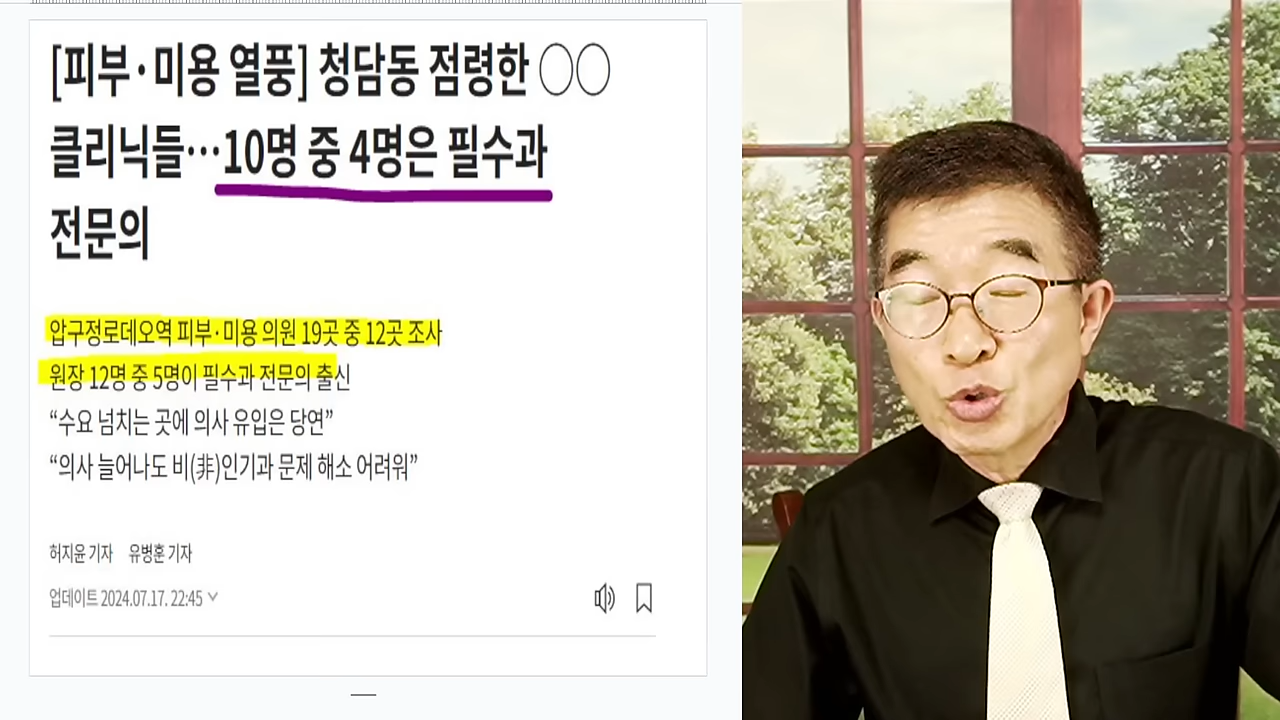 [피부·미용 열풍] 청담동 점령한 ○○
클리닉들…10명 중 4명은 필수과
전문의
압구정로데오역 피부·미용 의원 19곳 중 12곳 조사
원장 12명 중 5명이 필수과 전문의 출신
“수요 넘치는 곳에 의사 유입은 당연”
“의사 늘어나도 비(非)인기과 문제 해소 어려워”
허지윤 기자 유병훈 기자
업데이트 2024.07.17. 22:45